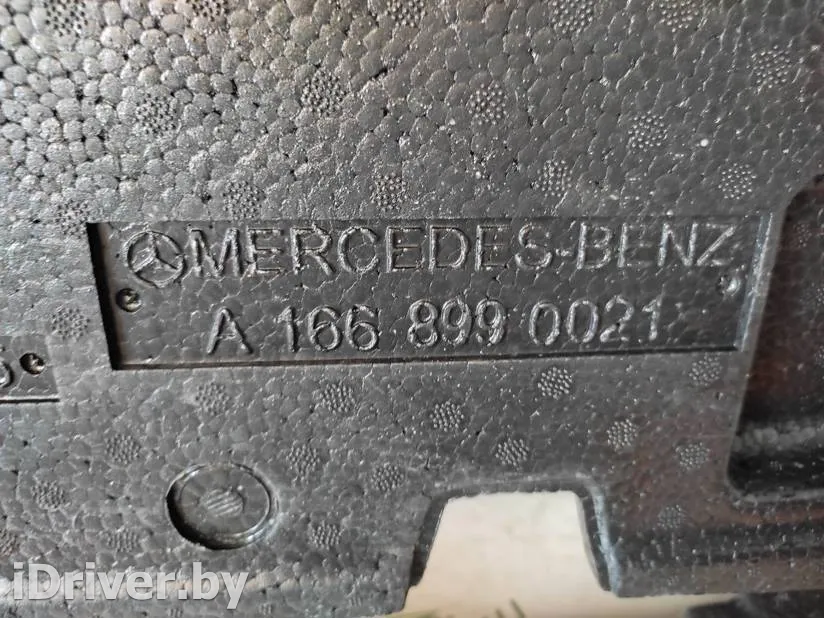 MERCEDES-BENZ
A 166 899 0021
iDriver.by